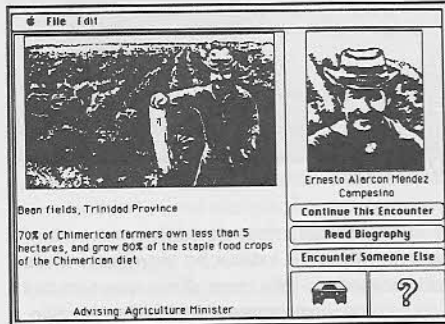 File Edit
Bean fields, Trinidad Province
70% of Chimerican farmers own less than 5
hectares, and grow 80% of the staple food crops
of the Chimerican diet
Advising: Agriculture Minister
Ernesto Alarcon Mendez
Campesino
Continue This Encounter
Read Biography
Encounter Someone Else
?